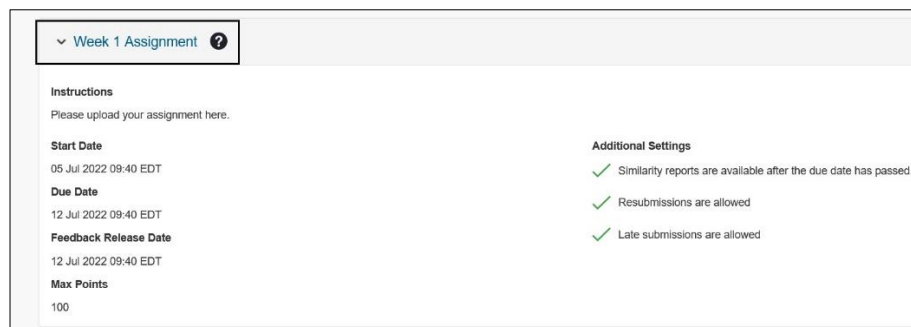 Week 1 Assignment ?
Instructions
Please upload your assignment here.
Start Date
05 Jul 2022 09:40 EDT
Due Date
12 Jul 2022 09:40 EDT
Feedback Release Date
12 Jul 2022 09:40 EDT
Max Points
100
Additional Settings
Similarity reports are available after the due date has passed
Resubmissions are allowed
Late submissions are allowed